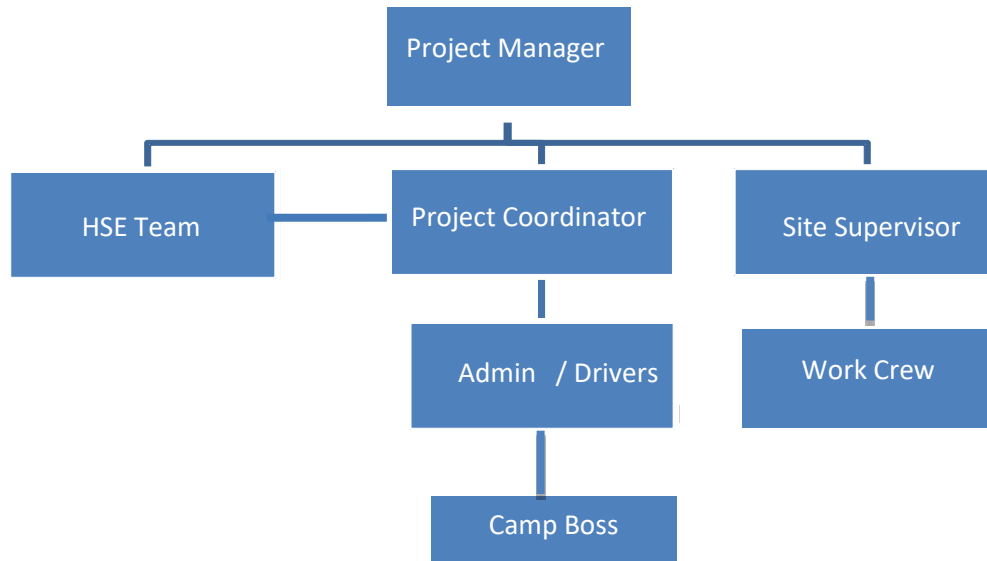 Project Manager
HSE Team
Project Coordinator
Site Supervisor
Admin / Drivers
Work Crew
Camp Boss